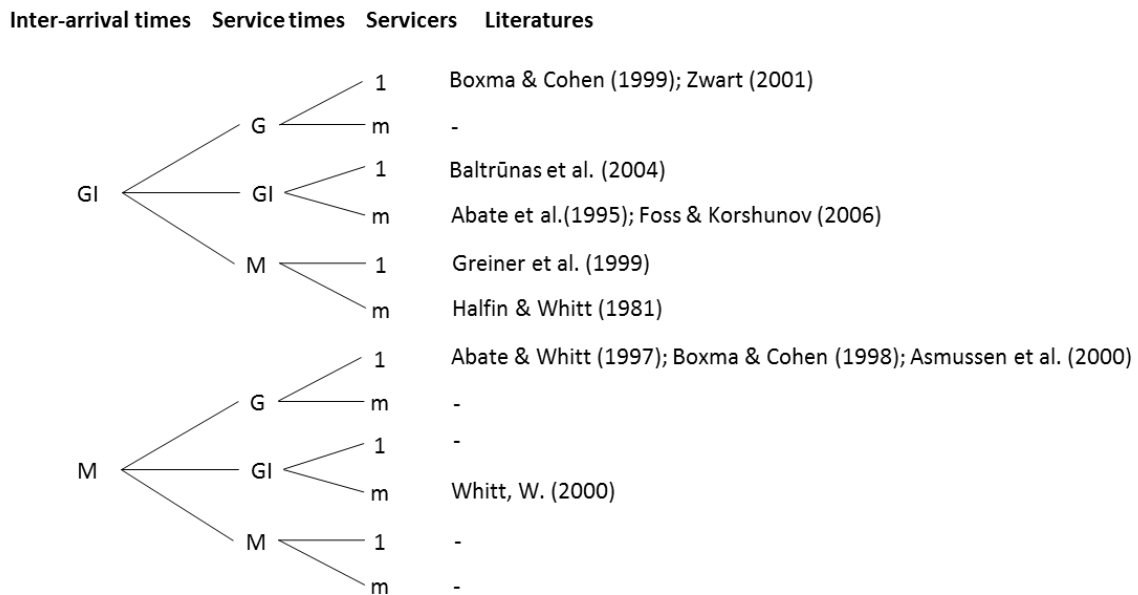 Inter-arrival times Service times Servicers Literatures
1 Boxma & Cohen (1999); Zwart (2001)
G
m -
1 Baltrūnas et al. (2004)
GI GI
m Abate et al.(1995); Foss & Korshunov (2006)
M 1 Greiner et al. (1999)
m Halfin & Whitt (1981)
1 Abate & Whitt (1997); Boxma & Cohen (1998); Asmussen et al. (2000)
G m -
1 -
M GI
m Whitt, W. (2000)
M 1 -
m -